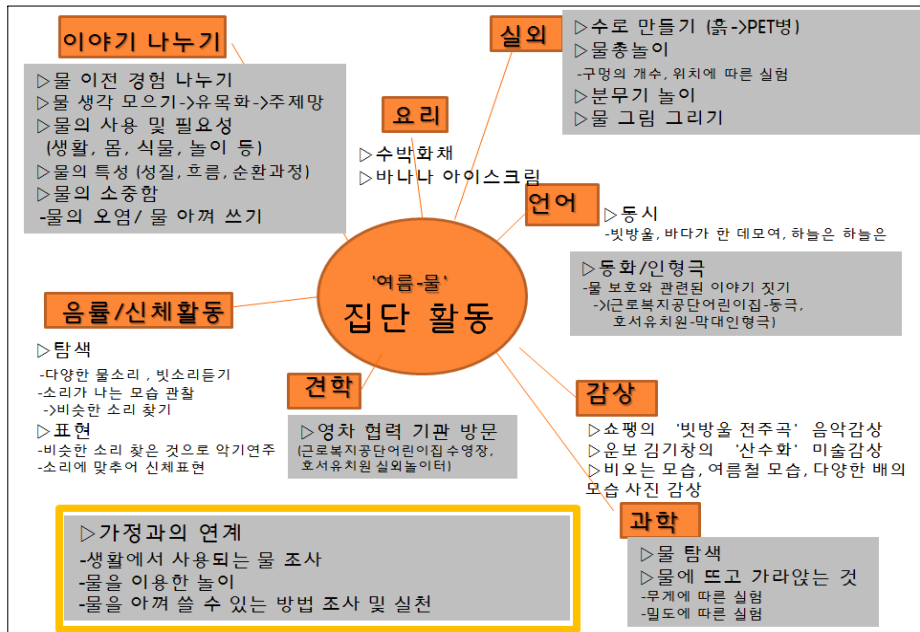 이야기 나누기
▷물 이전 경험 나누기
▷물 생각 모으기->유목화->주제망
▷물의 사용 및 필요성
(생활, 몸, 식물, 놀이 등)
▷물의 특성 (성질, 흐름, 순환과정)
▷물의 소중함
-물의 오염/ 물 아껴 쓰기
요리
▷수박화채
▷바나나 아이스크림
실외
▷수로 만들기 (흙->PET병)
▷물총놀이
-구멍의 개수, 위치에 따른 실험
▷분무기 놀이
▷물 그림 그리기
언어
▷동시
-빗방울, 바다가 한 데모여, 하늘은 하늘은
▷동화/인형극
-물 보호와 관련된 이야기 짓기
->(근로복지공단어린이집-동극,
호서유치원-막대인형극)
'여름-물'
집단 활동
음률/신체활동
▷탐색
-다양한 물소리 , 빗소리듣기
-소리가 나는 모습 관찰
->비슷한 소리 찾기
▷표현
-비슷한 소리 찾은 것으로 악기연주
-소리에 맞추어 신체표현
견학
▷영차 협력 기관 방문
(근로복지공단어린이집 수영장,
호서유치원 실외놀이터)
감상
▷쇼팽의 '빗방울 전주곡' 음악감상
▷운보 김기창의 '산수화' 미술감상
▷비오는 모습, 여름철 모습, 다양한 배의
모습 사진 감상
과학
▷물 탐색
▷물에 뜨고 가라앉는 것
-무게에 따른 실험
-밀도에 따른 실험
▷가정과의 연계
-생활에서 사용되는 물 조사
-물을 이용한 놀이
-물을 아껴 쓸 수 있는 방법 조사 및 실천